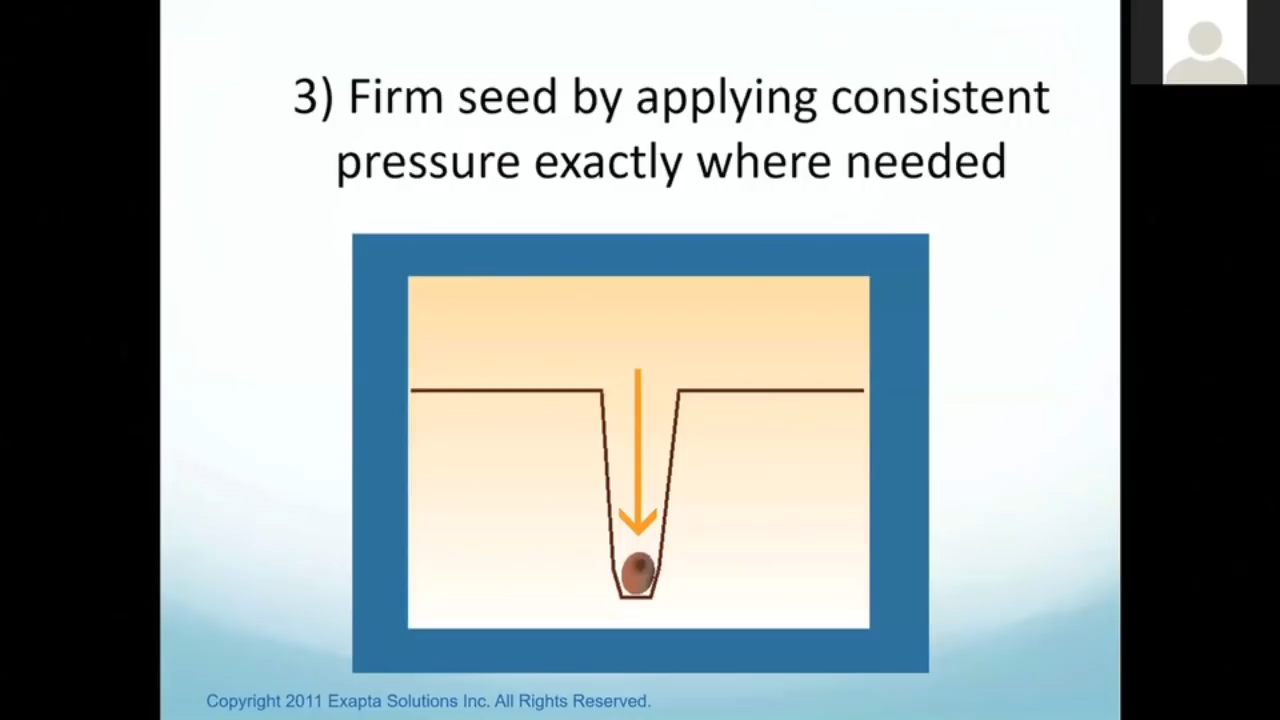 3) Firm seed by applying consistent
pressure exactly where needed
Copyright 2011 Exapta Solutions Inc. All Rights Reserved.